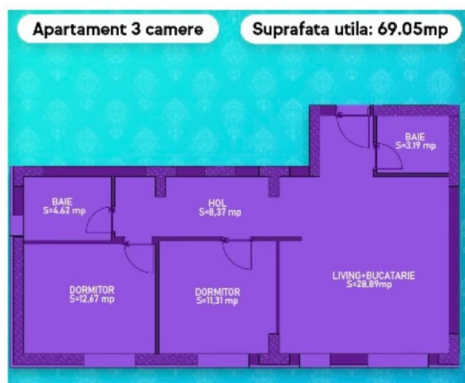 Apartament 3 camere
Suprafata utila: 69.05mp
BAIE
S=3.19 mp
BAIE
S=4.62 mp
HOL
S=8,37 mp
LIVING+BUCATARIE
S=28,89mp
DORMITOR
S=12,67 mp
DORMITOR
S=11,31 mp